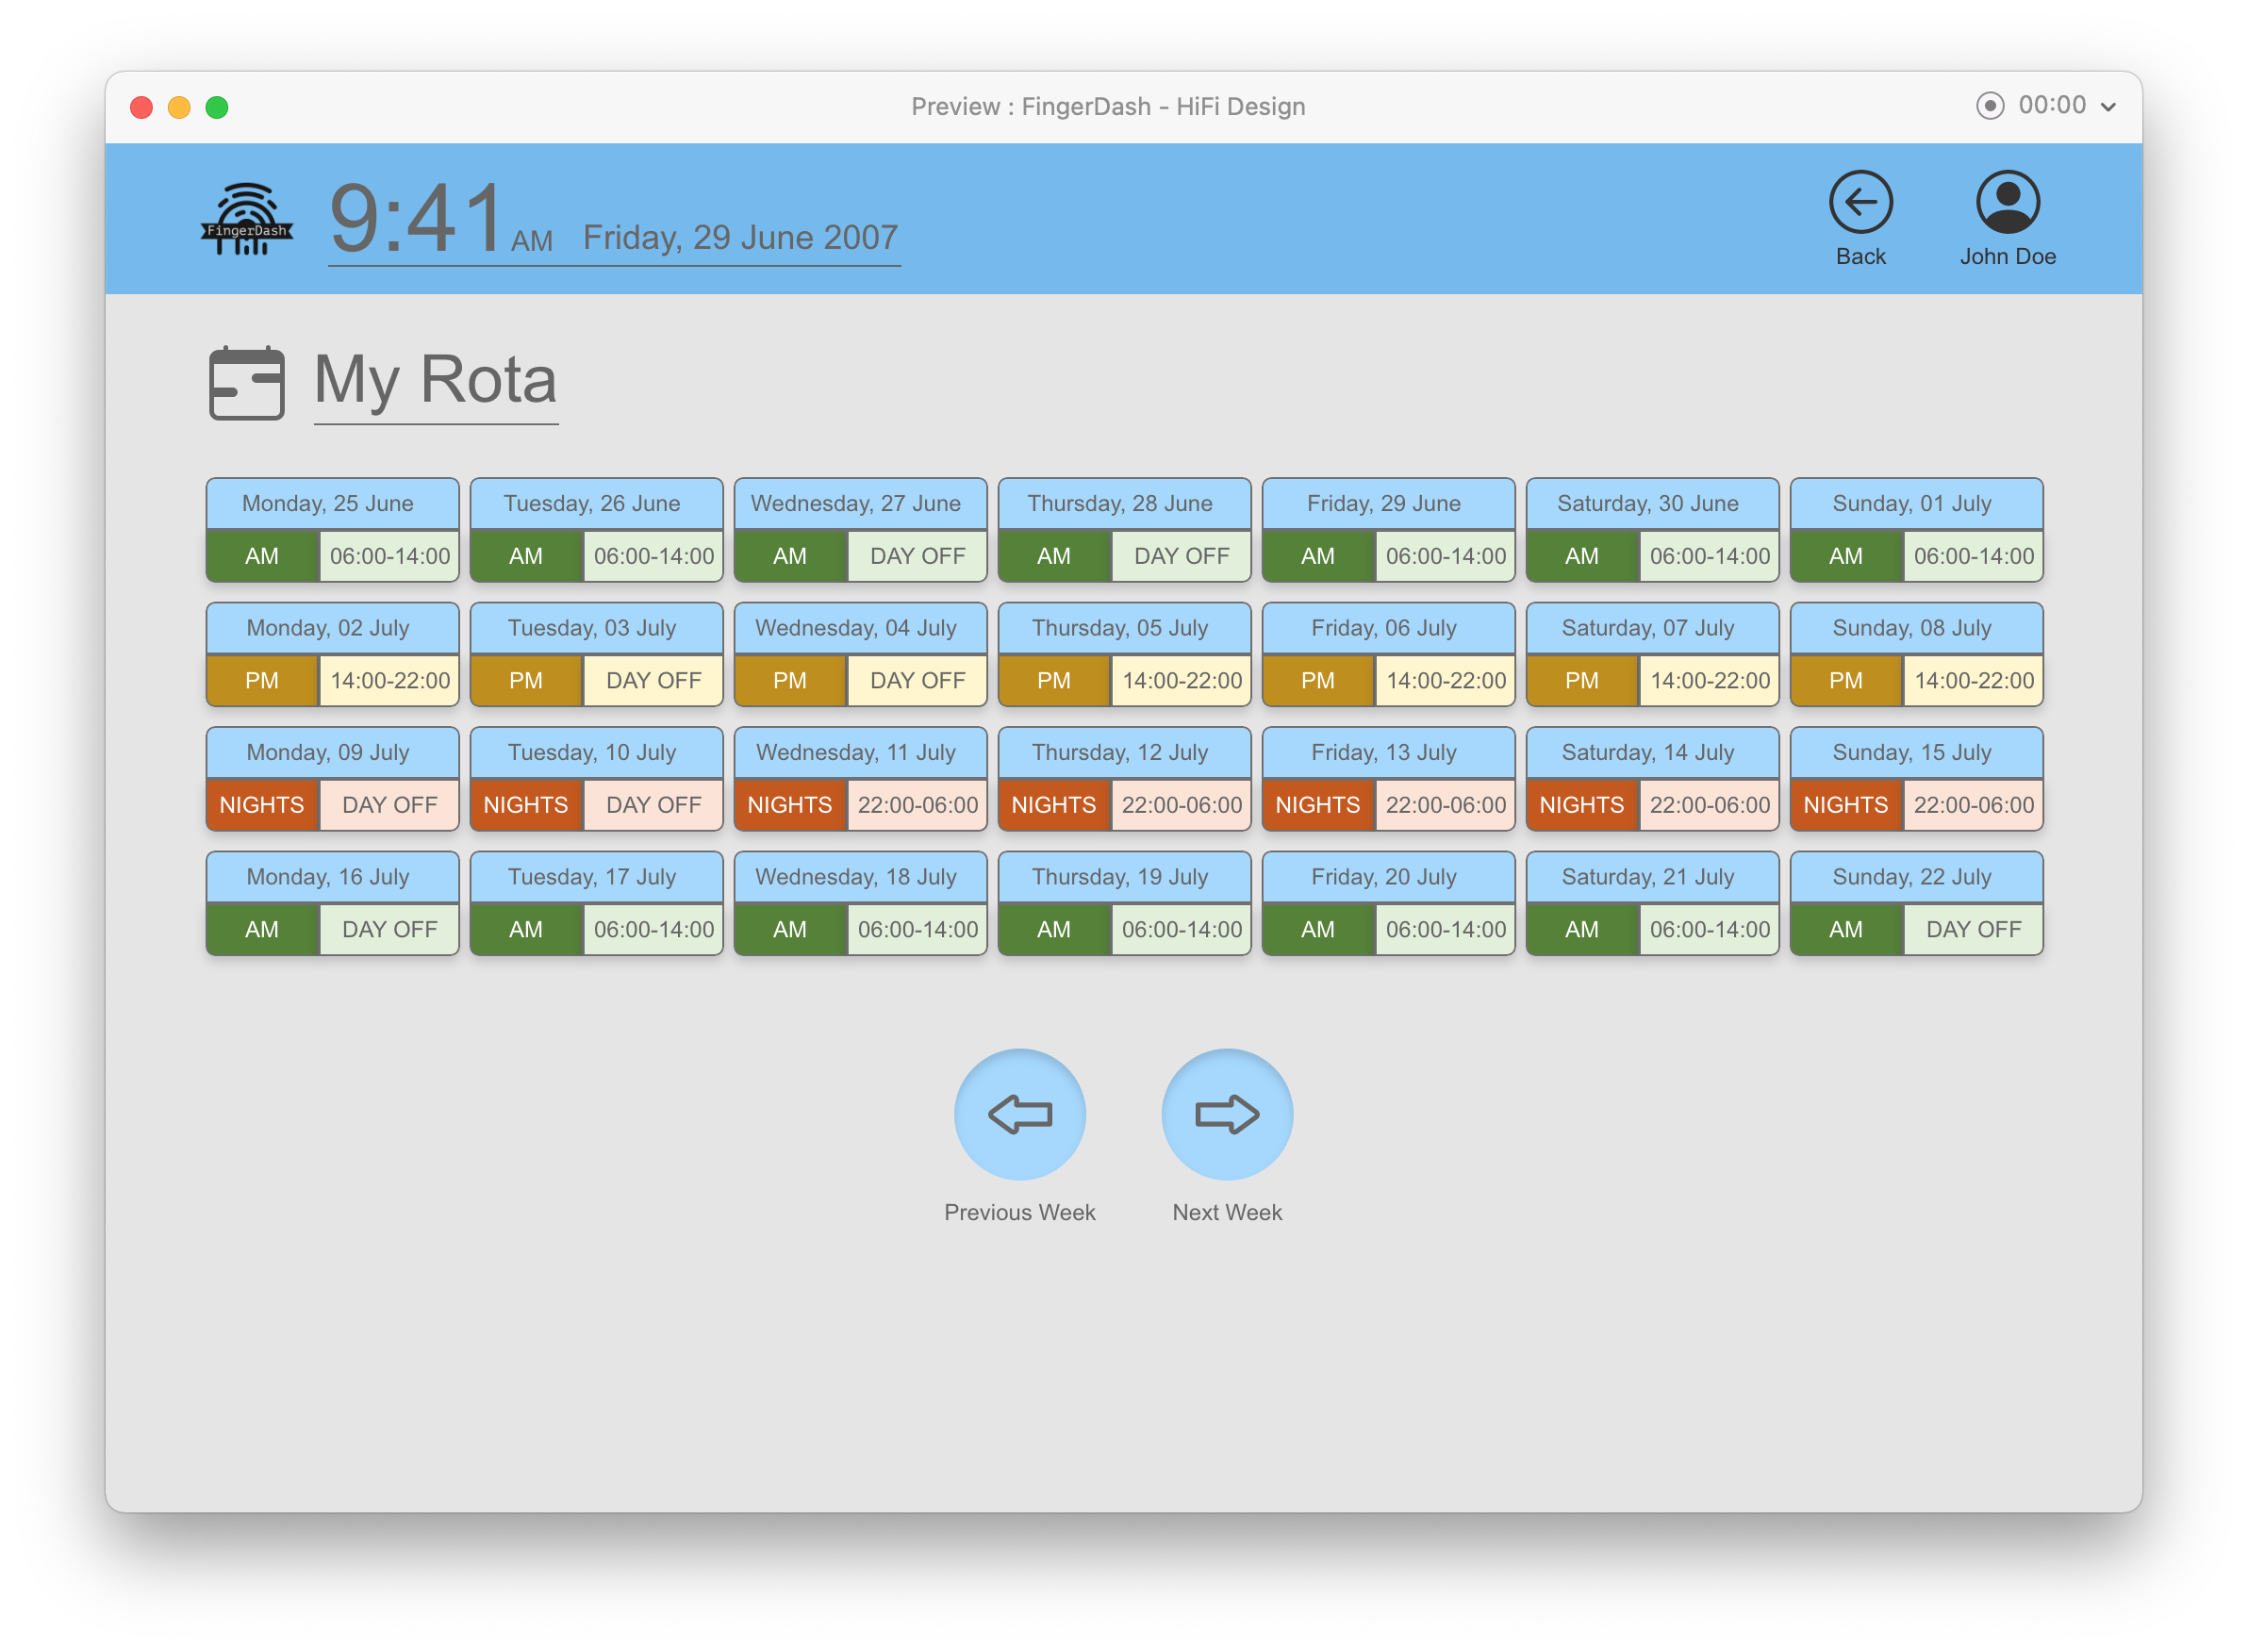 Preview : FingerDash - HiFi Design
00:00
FingerDash
9:41 AM Friday, 29 June 2007
Back
John Doe
My Rota
Monday, 25 June Tuesday, 26 June Wednesday, 27 June Thursday, 28 June Friday, 29 June Saturday, 30 June Sunday, 01 July
AM 06:00-14:00 AM 06:00-14:00 AM DAY OFF AM DAY OFF AM 06:00-14:00 AM 06:00-14:00 AM 06:00-14:00
Monday, 02 July Tuesday, 03 July Wednesday, 04 July Thursday, 05 July Friday, 06 July Saturday, 07 July Sunday, 08 July
PM 14:00-22:00 PM DAY OFF PM DAY OFF PM 14:00-22:00 PM 14:00-22:00 PM 14:00-22:00 PM 14:00-22:00
Monday, 09 July Tuesday, 10 July Wednesday, 11 July Thursday, 12 July Friday, 13 July Saturday, 14 July Sunday, 15 July
NIGHTS DAY OFF NIGHTS DAY OFF NIGHTS 22:00-06:00 NIGHTS 22:00-06:00 NIGHTS 22:00-06:00 NIGHTS 22:00-06:00 NIGHTS 22:00-06:00
Monday, 16 July Tuesday, 17 July Wednesday, 18 July Thursday, 19 July Friday, 20 July Saturday, 21 July Sunday, 22 July
AM DAY OFF AM 06:00-14:00 AM 06:00-14:00 AM 06:00-14:00 AM 06:00-14:00 AM 06:00-14:00 AM DAY OFF
Previous Week
Next Week